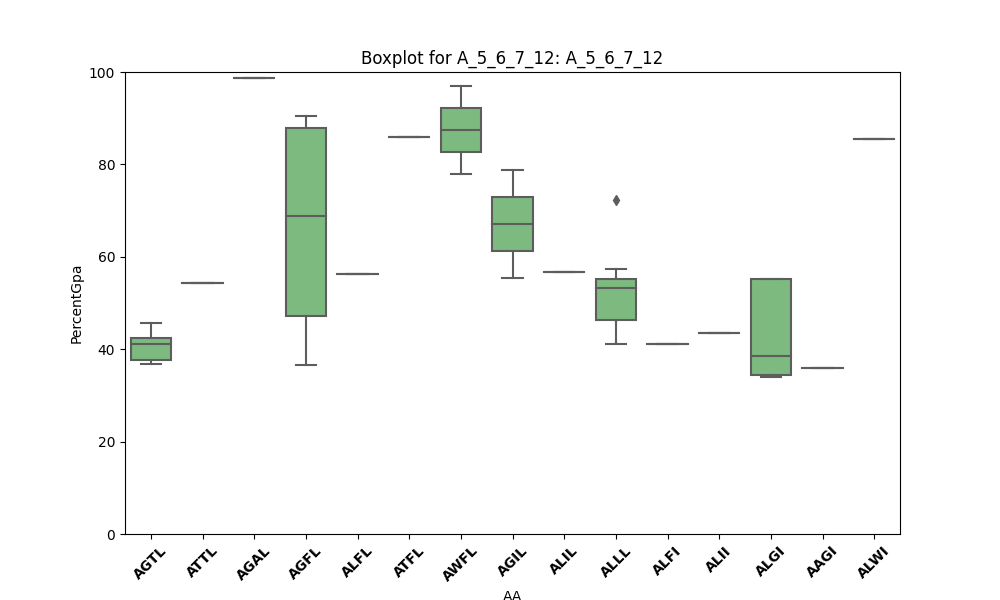 Boxplot for A_5_6_7_12: A_5_6_7_12
100
80
60
40
20
0
PercentGpa
AGTL
ATTL
AGAL
AGFL
ALFL
ATFL
AWFL
AGIL
ALIL
ALLL
ALFI
ALII
ALGI
AAGI
ALWI
AA